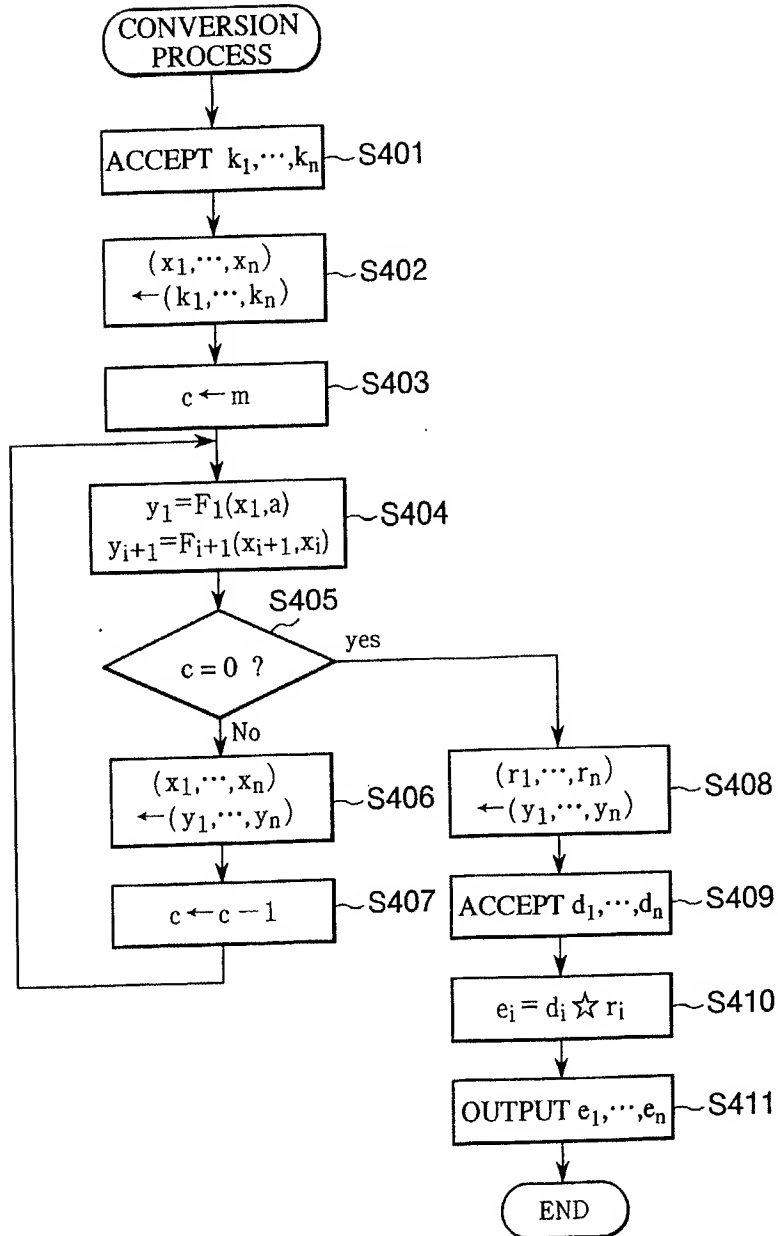 CONVERSION
PROCESS
ACCEPT k₁,⋯,kₙ
S401
(x₁,⋯,xₙ)
←(k₁,⋯,kₙ)
S402
c←m
S403
y₁=F₁(x₁,a)
yᵢ₊₁=Fᵢ₊₁(xᵢ₊₁,xᵢ)
S404
S405
c=0 ?
yes
No
(x₁,⋯,xₙ)
←(y₁,⋯,yₙ)
S406
c←c−1
S407
(r₁,⋯,rₙ)
←(y₁,⋯,yₙ)
S408
ACCEPT d₁,⋯,dₙ
S409
eᵢ=dᵢ☆rᵢ
S410
OUTPUT e₁,⋯,eₙ
S411
END